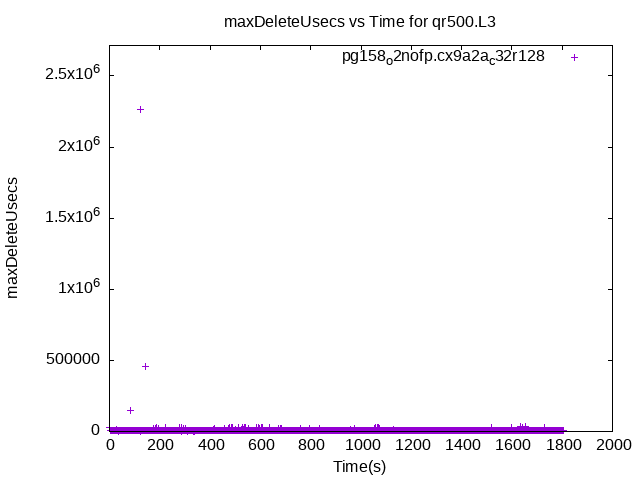 maxDeleteUsecs vs Time for qr500.L3
pg158o2nofp.cx9a2ac32r128
2.5x10^6
2x10^6
1.5x10^6
1x10^6
500000
0
maxDeleteUsecs
0 200 400 600 800 1000 1200 1400 1600 1800 2000
Time(s)